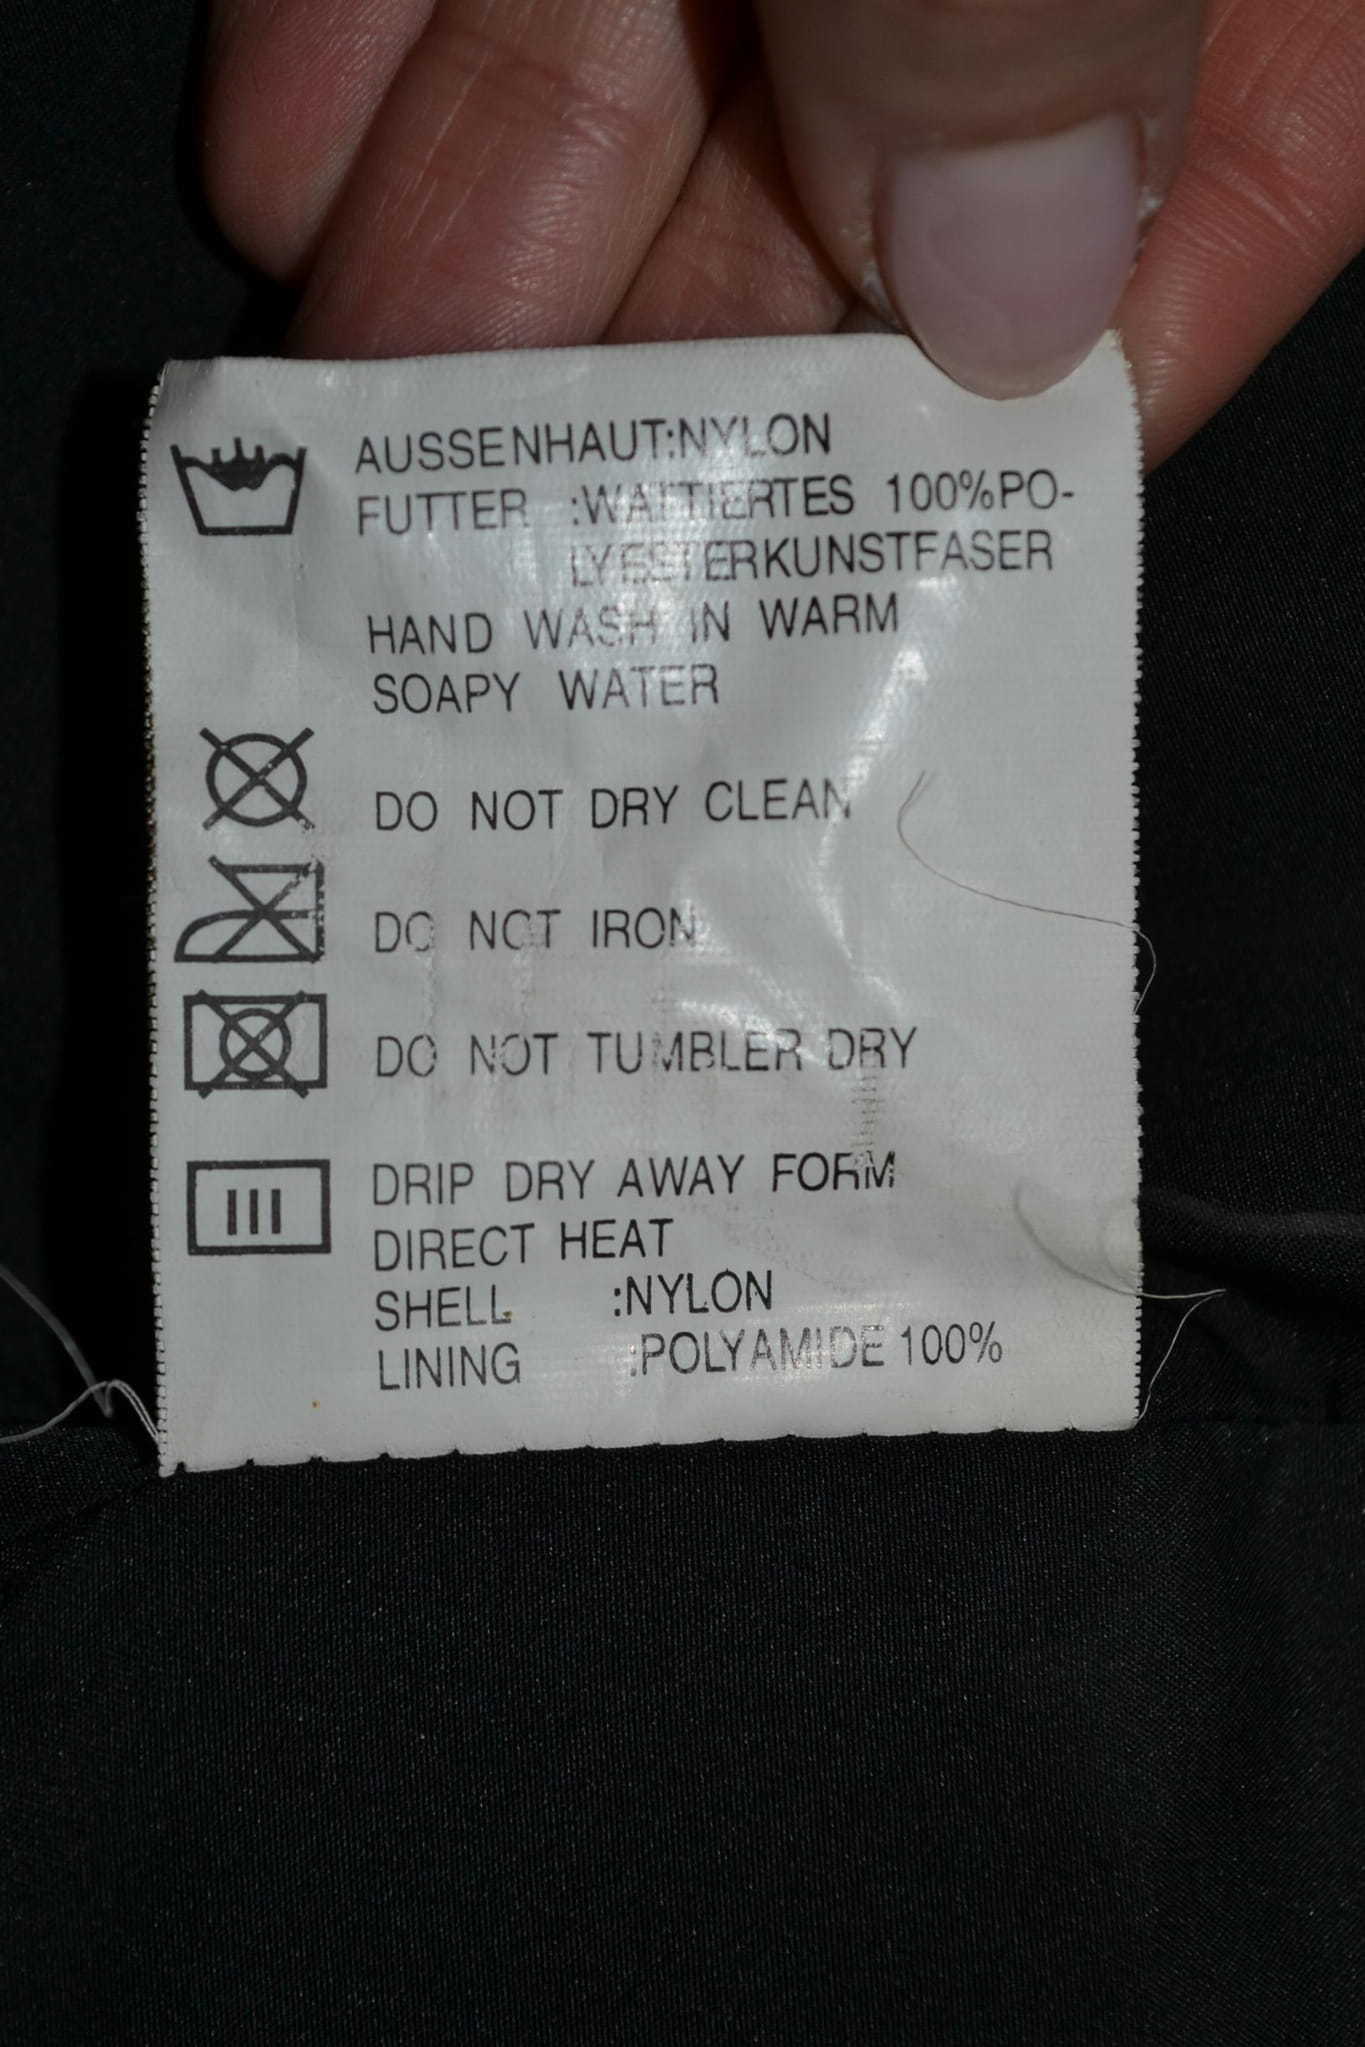 AUSSENHAUT:NYLON
FUTTER :WATTIERTES 100%PO-
LYESTERKUNSTFASER
HAND WASH IN WARM
SOAPY WATER
DO NOT DRY CLEAN
DO NOT IRON
DO NOT TUMBLER DRY
DRIP DRY AWAY FORM
DIRECT HEAT
SHELL :NYLON
LINING :POLYAMIDE 100%